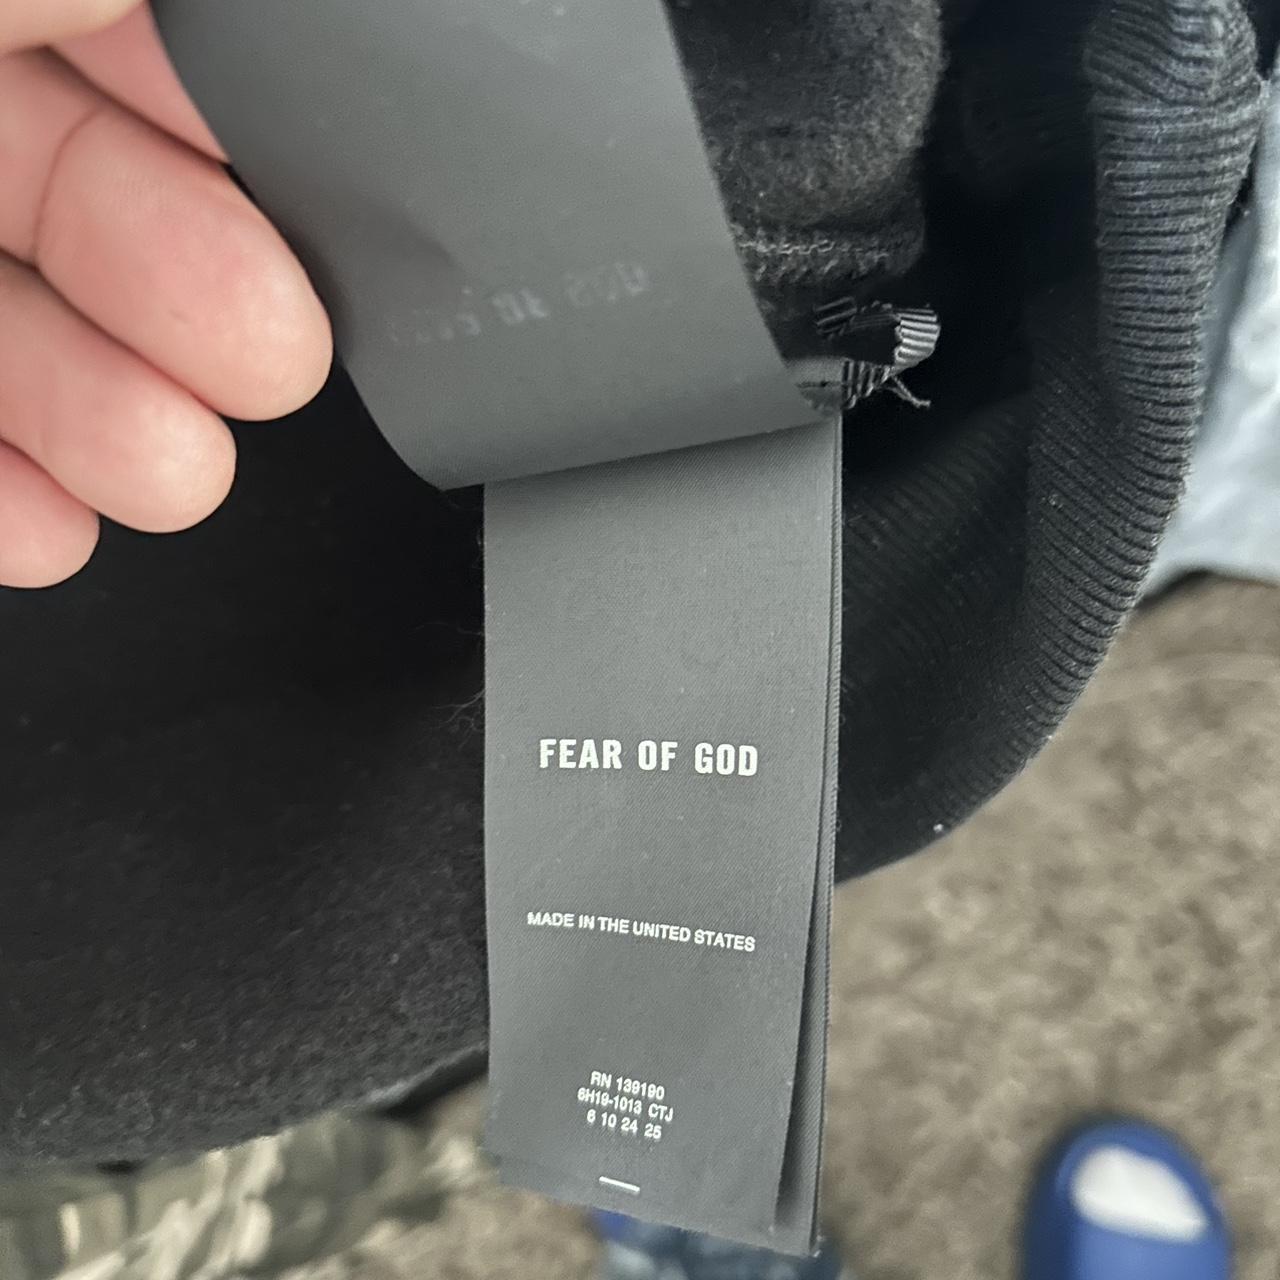 FEAR OF GOD
MADE IN THE UNITED STATES
RN 139190
6H19-1013 CTJ
6 10 24 25